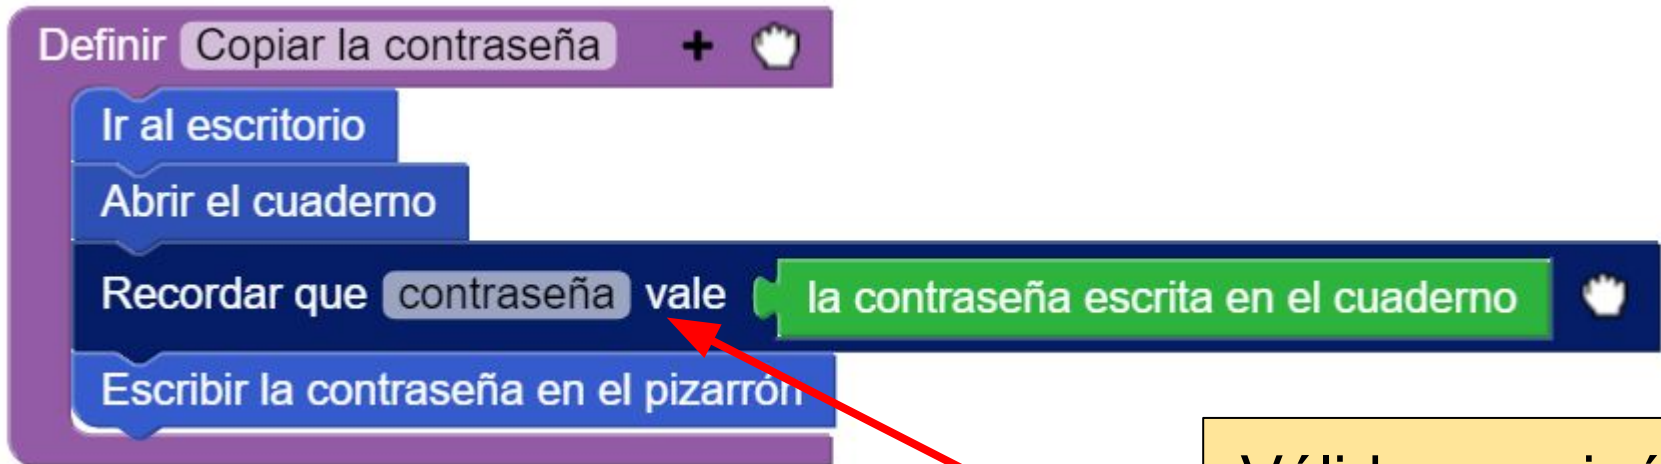 Definir Copiar la contraseña +
Ir al escritorio
Abrir el cuaderno
Recordar que contraseña vale la contraseña escrita en el cuaderno
Escribir la contraseña en el pizarrón